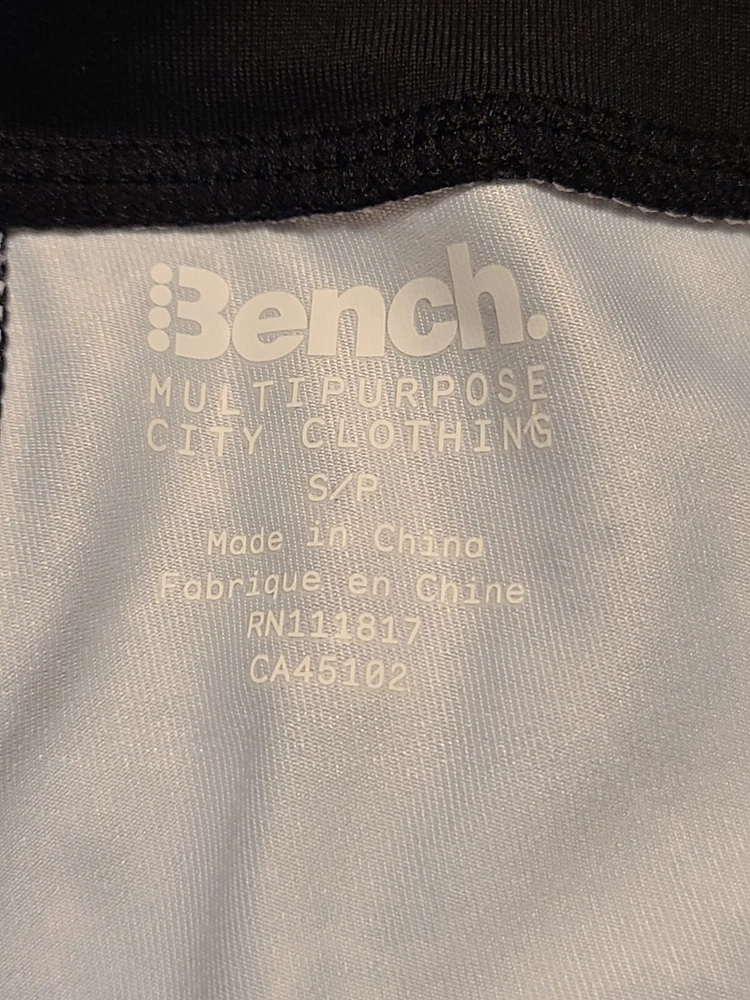 Bench.
MULTIPURPOSE
CITY CLOTHING
S/P
Made in China
Fabrique en Chine
RN111817
CA45102